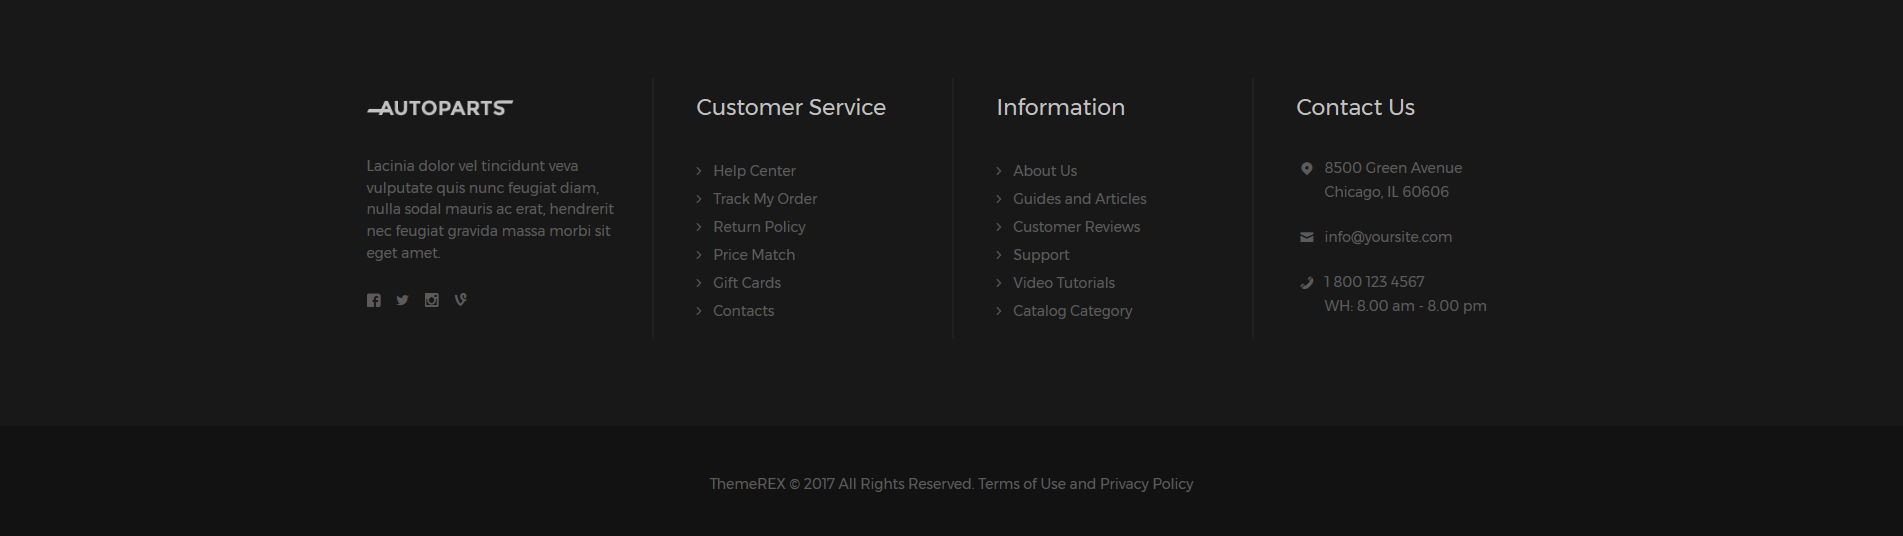 AUTOPARTS
Lacinia dolor vel tincidunt veva
vulputate quis nunc feugiat diam,
nulla sodal mauris ac erat, hendrerit
nec feugiat gravida massa morbi sit
eget amet.
Customer Service
Help Center
Track My Order
Return Policy
Price Match
Gift Cards
Contacts
Information
About Us
Guides and Articles
Customer Reviews
Support
Video Tutorials
Catalog Category
Contact Us
8500 Green Avenue
Chicago, IL 60606
info@yoursite.com
1 800 123 4567
WH: 8.00 am - 8.00 pm
ThemeREX © 2017 All Rights Reserved. Terms of Use and Privacy Policy